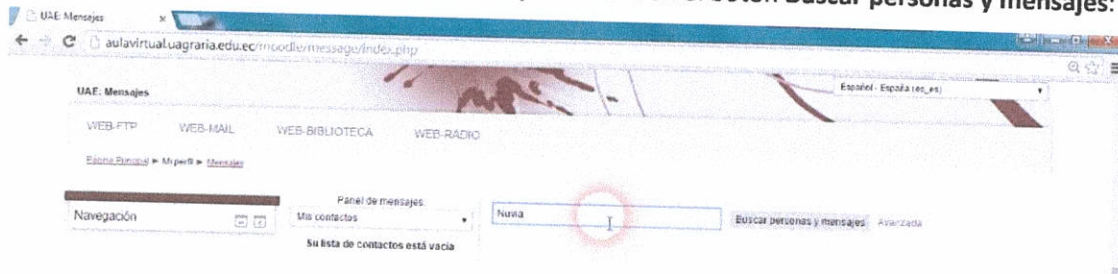 botón Buscar personas y mensajes:
UAE: Mensajes
aulavirtual.uagraria.edu.ec/moodle/message/index.php
UAE: Mensajes
Español - España (es_es)
WEB-FTP WEB-MAIL WEB-BIBLIOTECA WEB-RADIO
Página Principal ► Mi perfil ► Mensajes
Panel de mensajes:
Navegación
Mis contactos
Nuvia
Buscar personas y mensajes Avanzada
Su lista de contactos está vacía